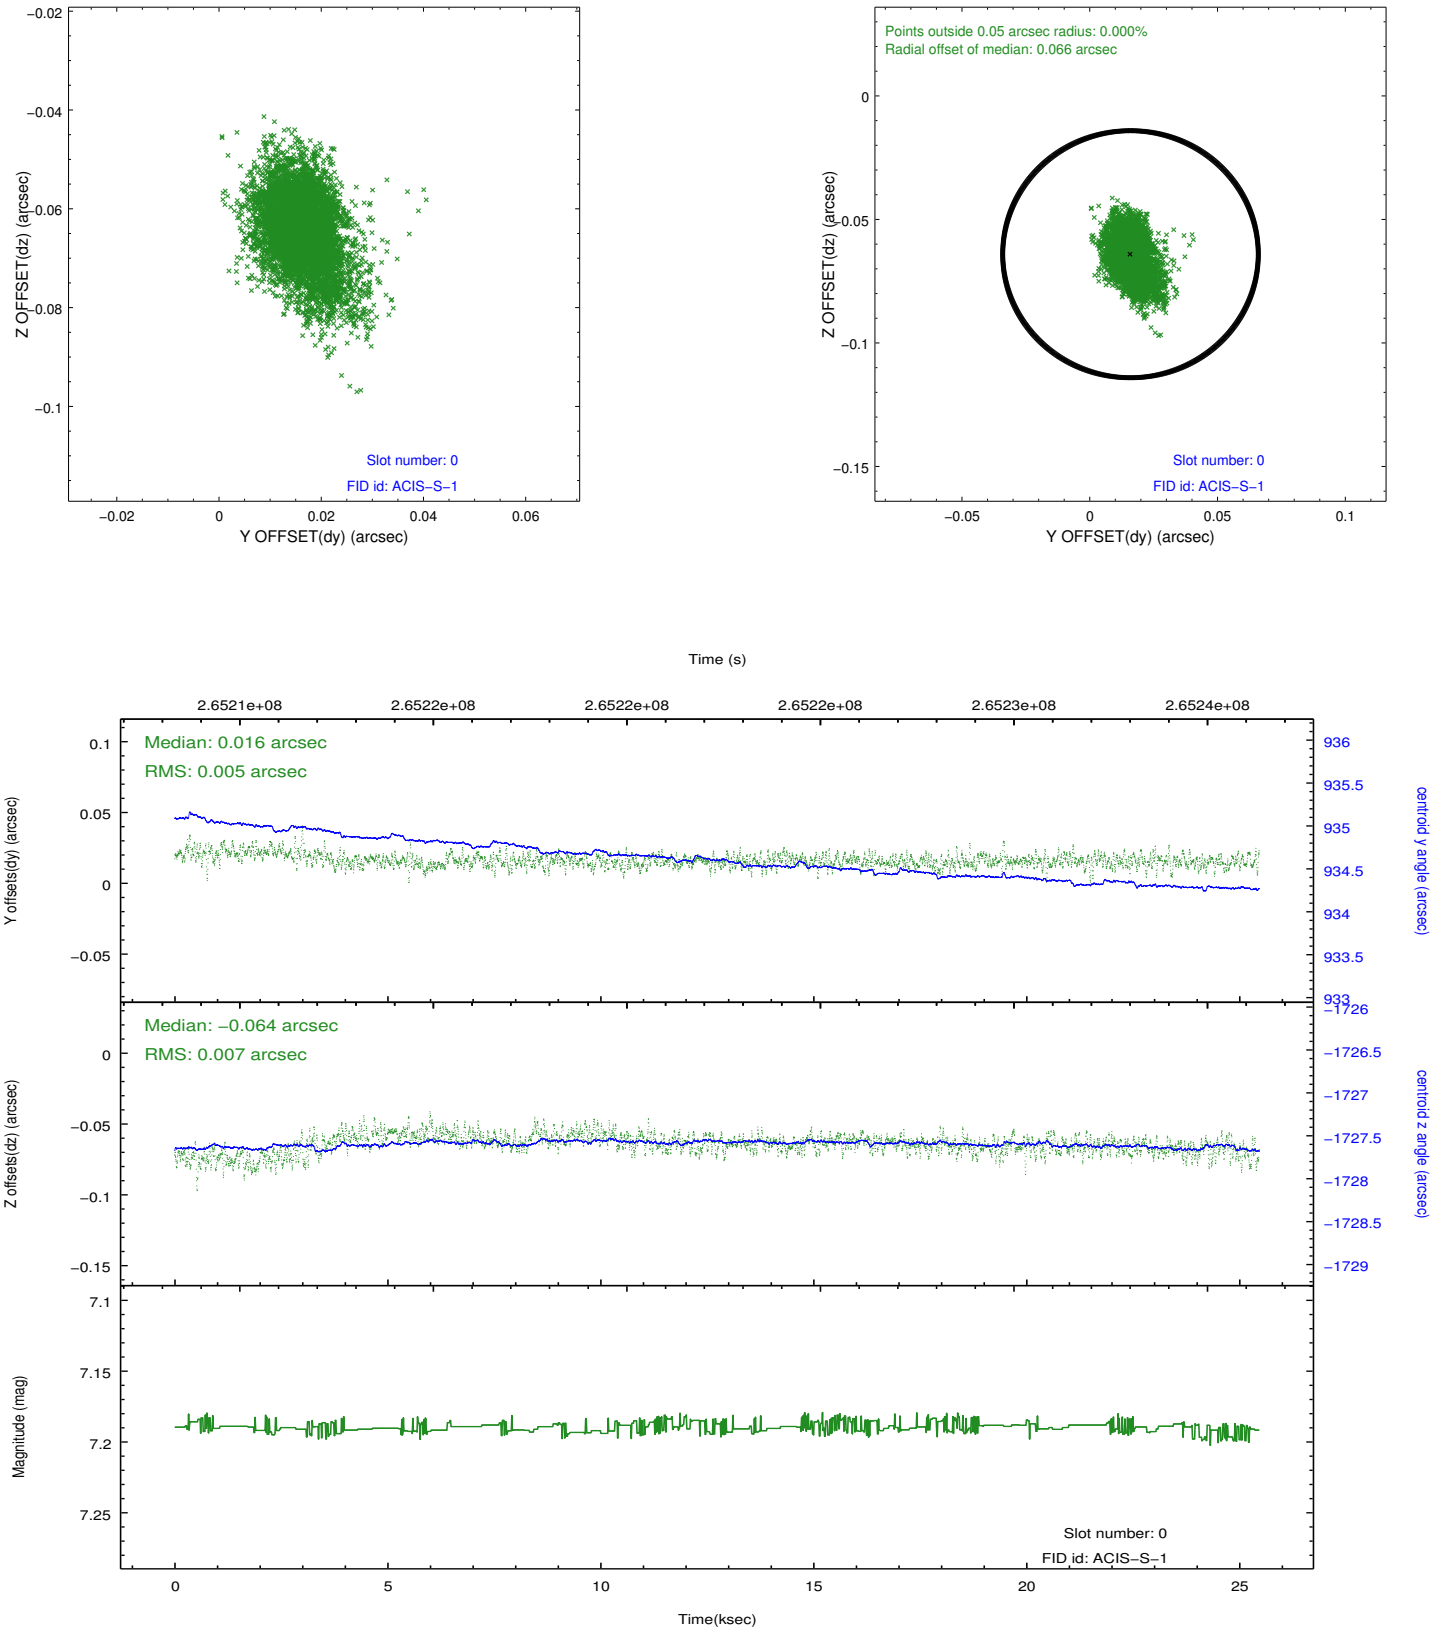 −0.02
−0.04
−0.06
−0.08
−0.1
Z OFFSET(dz) (arcsec)
Slot number: 0
FID id: ACIS−S−1
−0.02
0
0.02
0.04
0.06
Y OFFSET(dy) (arcsec)
Points outside 0.05 arcsec radius: 0.000%
Radial offset of median: 0.066 arcsec
0
−0.05
−0.1
−0.15
Z OFFSET(dz) (arcsec)
Slot number: 0
FID id: ACIS−S−1
−0.05
0
0.05
0.1
Y OFFSET(dy) (arcsec)
Time (s)
2.6521e+08
2.6522e+08
2.6522e+08
2.6522e+08
2.6523e+08
2.6524e+08
Median: 0.016 arcsec
RMS: 0.005 arcsec
0.1
0.05
0
−0.05
Y offsets(dy) (arcsec)
936
935.5
935
934.5
934
933.5
933
centroid y angle (arcsec)
Median: −0.064 arcsec
RMS: 0.007 arcsec
0
−0.05
−0.1
−0.15
Z offsets(dz) (arcsec)
−1726
−1726.5
−1727
−1727.5
−1728
−1728.5
−1729
centroid z angle (arcsec)
7.1
7.15
7.2
7.25
Magnitude (mag)
Slot number: 0
FID id: ACIS−S−1
0
5
10
15
20
25
Time(ksec)